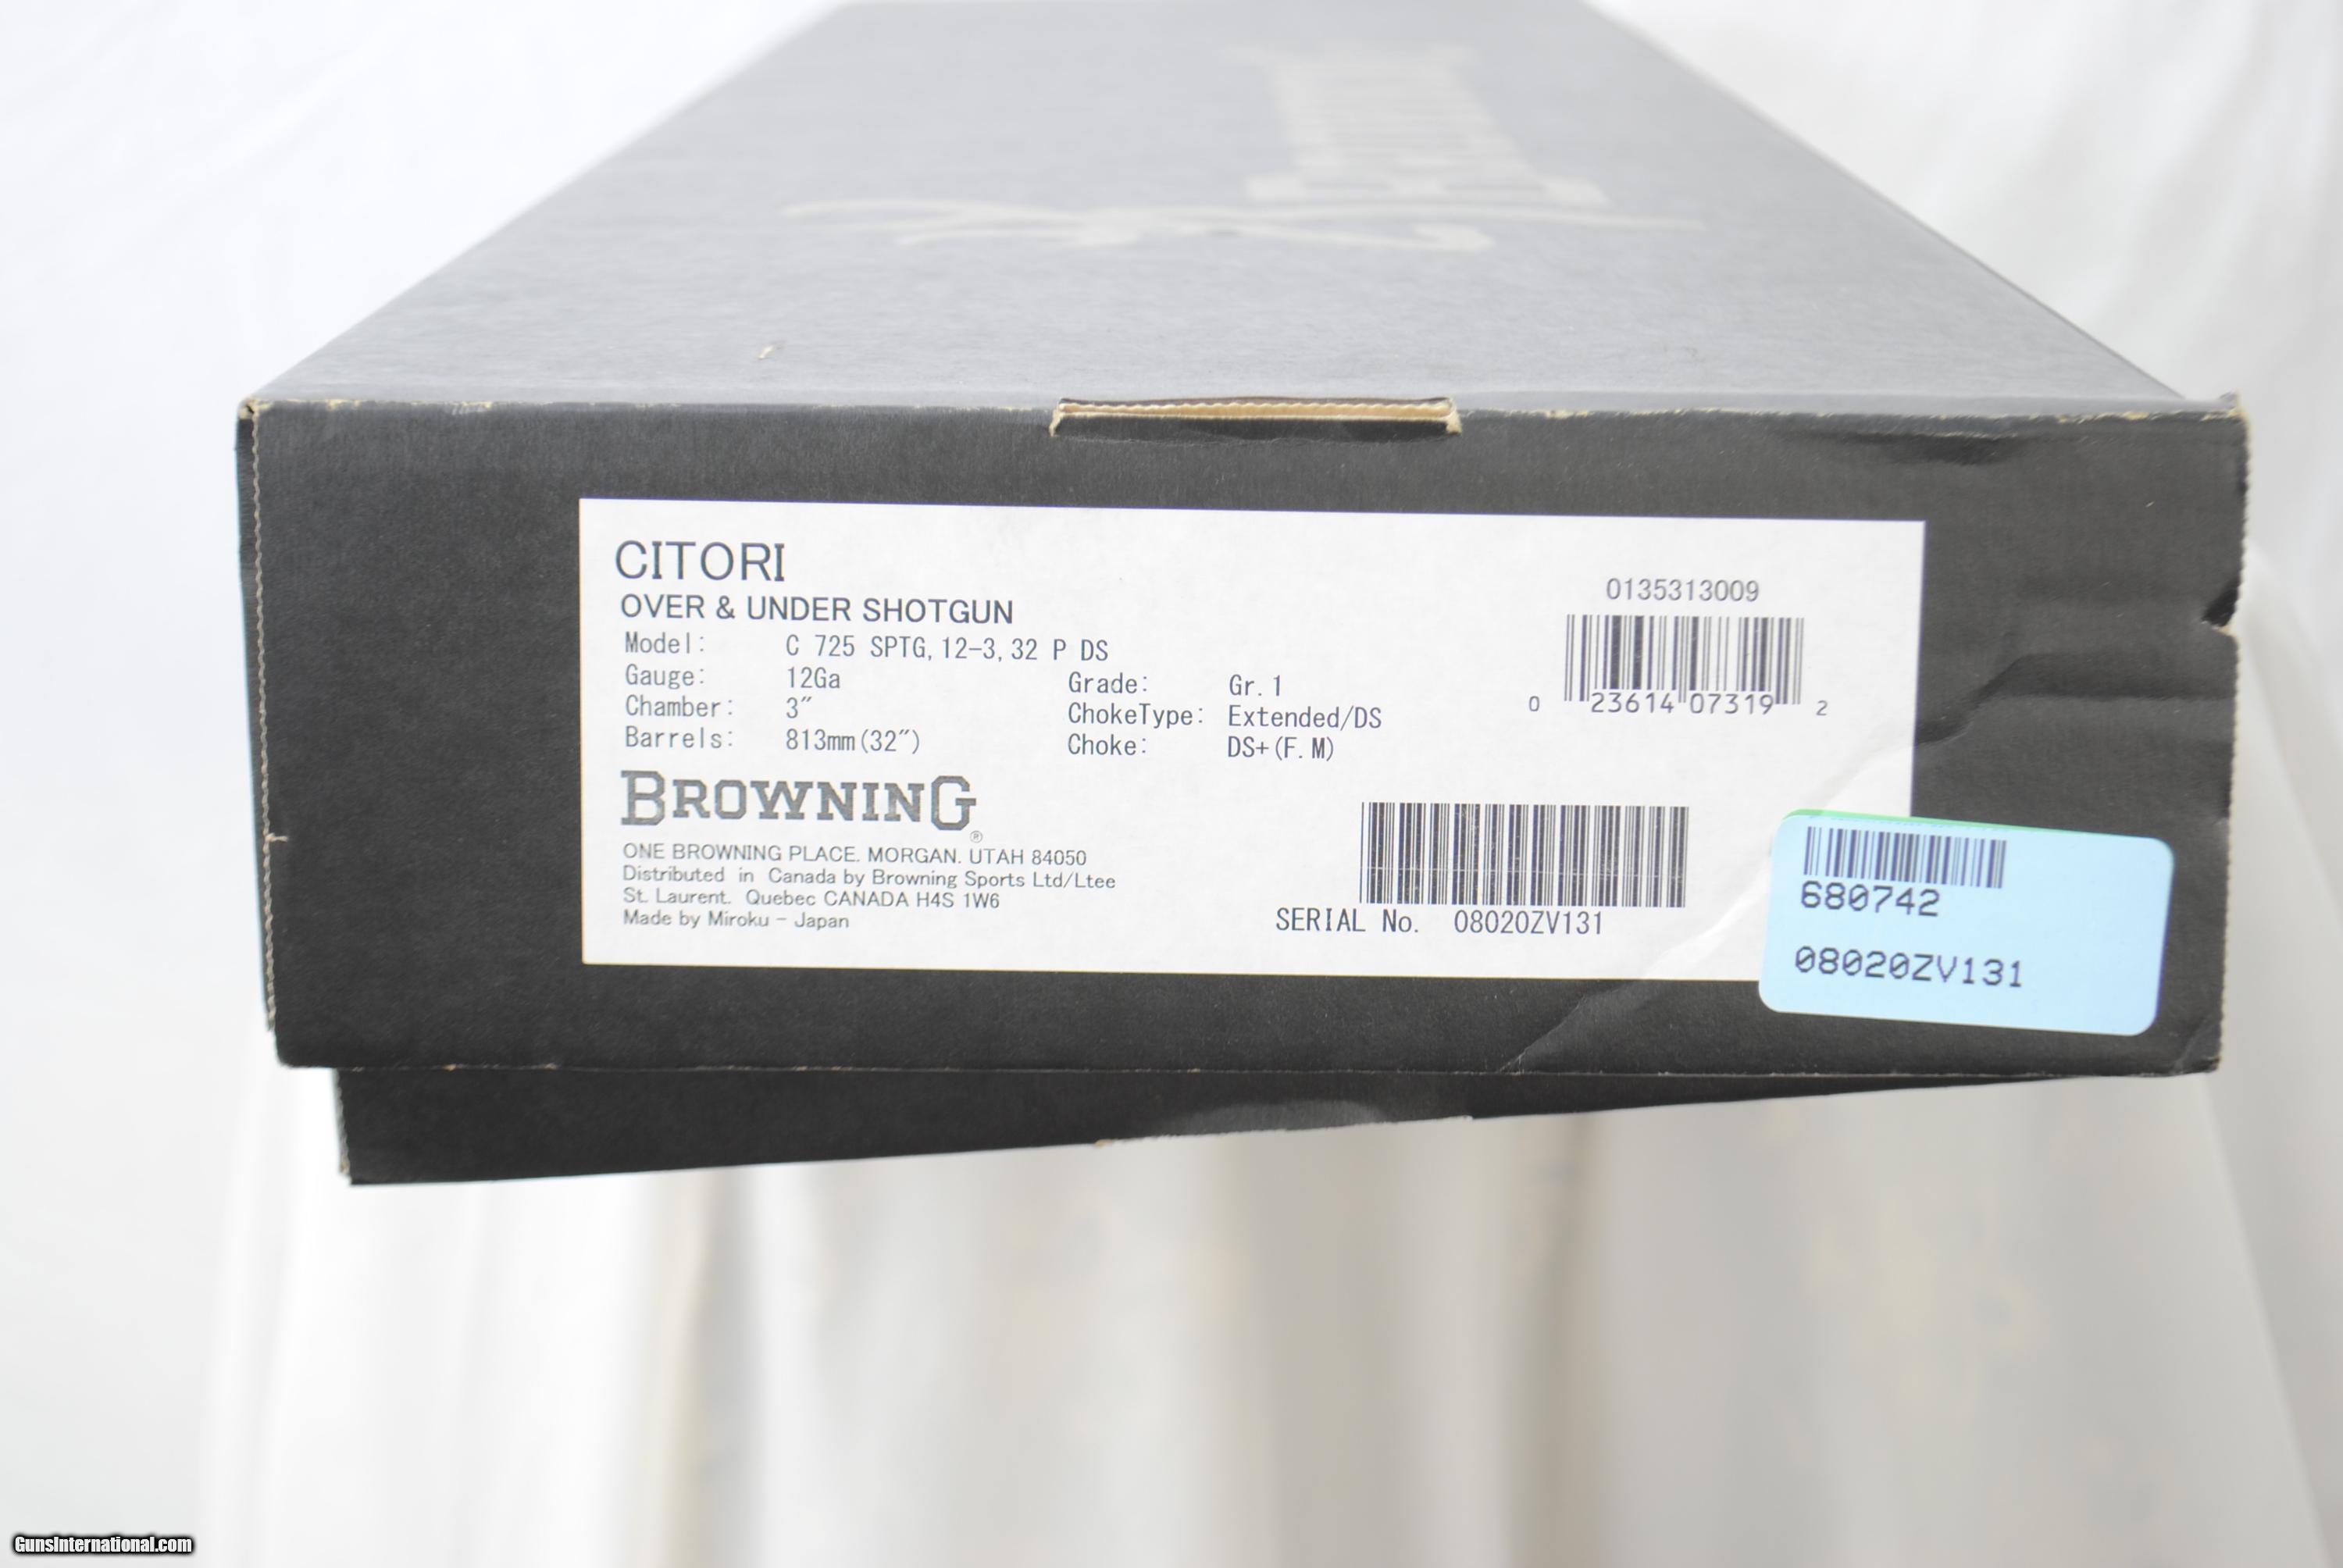 CITORI
OVER & UNDER SHOTGUN
Model: C 725 SPTG, 12-3, 32 P DS
Gauge: 12Ga
Chamber: 3″
Barrels: 813mm(32″)
Grade: Gr. 1
ChokeType: Extended/DS
Choke: DS+(F. M)
0135313009
0 23614 07319 2
BROWNING®
ONE BROWNING PLACE. MORGAN. UTAH 84050
Distributed in Canada by Browning Sports Ltd/Ltee
St. Laurent. Quebec CANADA H4S 1W6
Made by Miroku - Japan
SERIAL No. 08020ZV131
680742
08020ZV131
GunsInternational.com